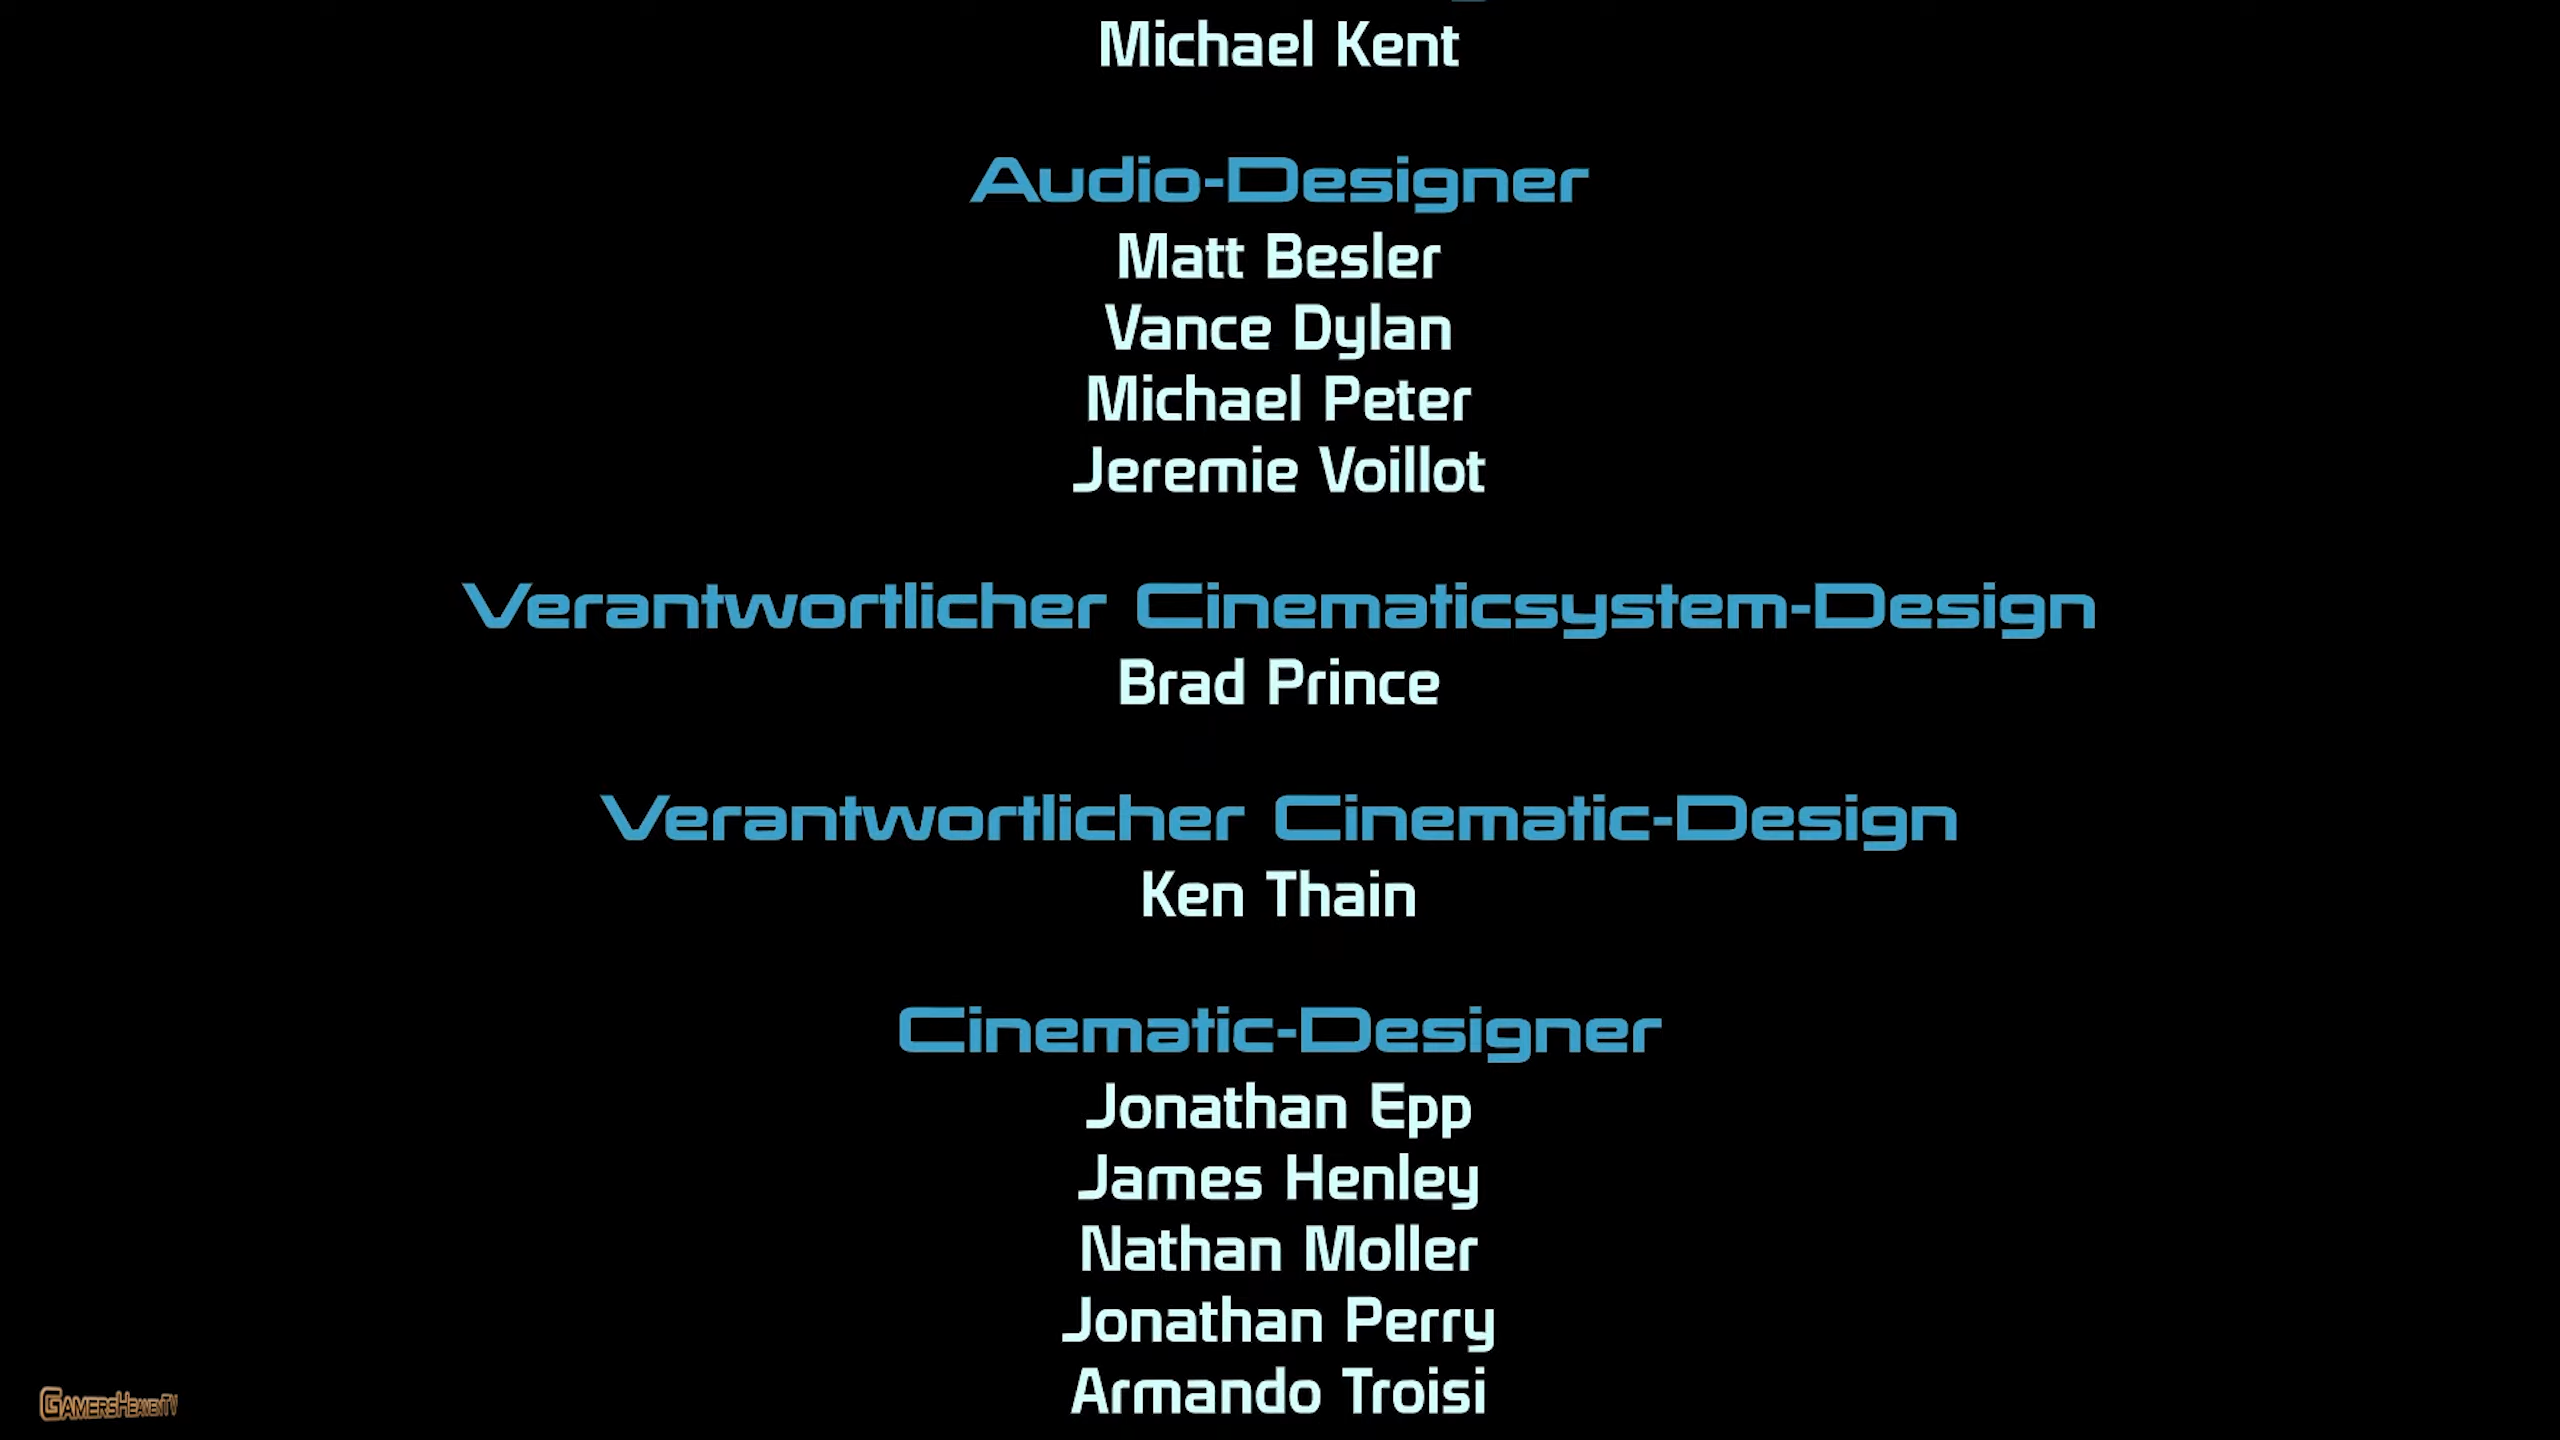 Michael Kent
Audio-Designer
Matt Besler
Vance Dylan
Michael Peter
Jeremie Voillot
Verantwortlicher Cinematicsystem-Design
Brad Prince
Verantwortlicher Cinematic-Design
Ken Thain
Cinematic-Designer
Jonathan Epp
James Henley
Nathan Moller
Jonathan Perry
Armando Troisi
GamersHeavenTV